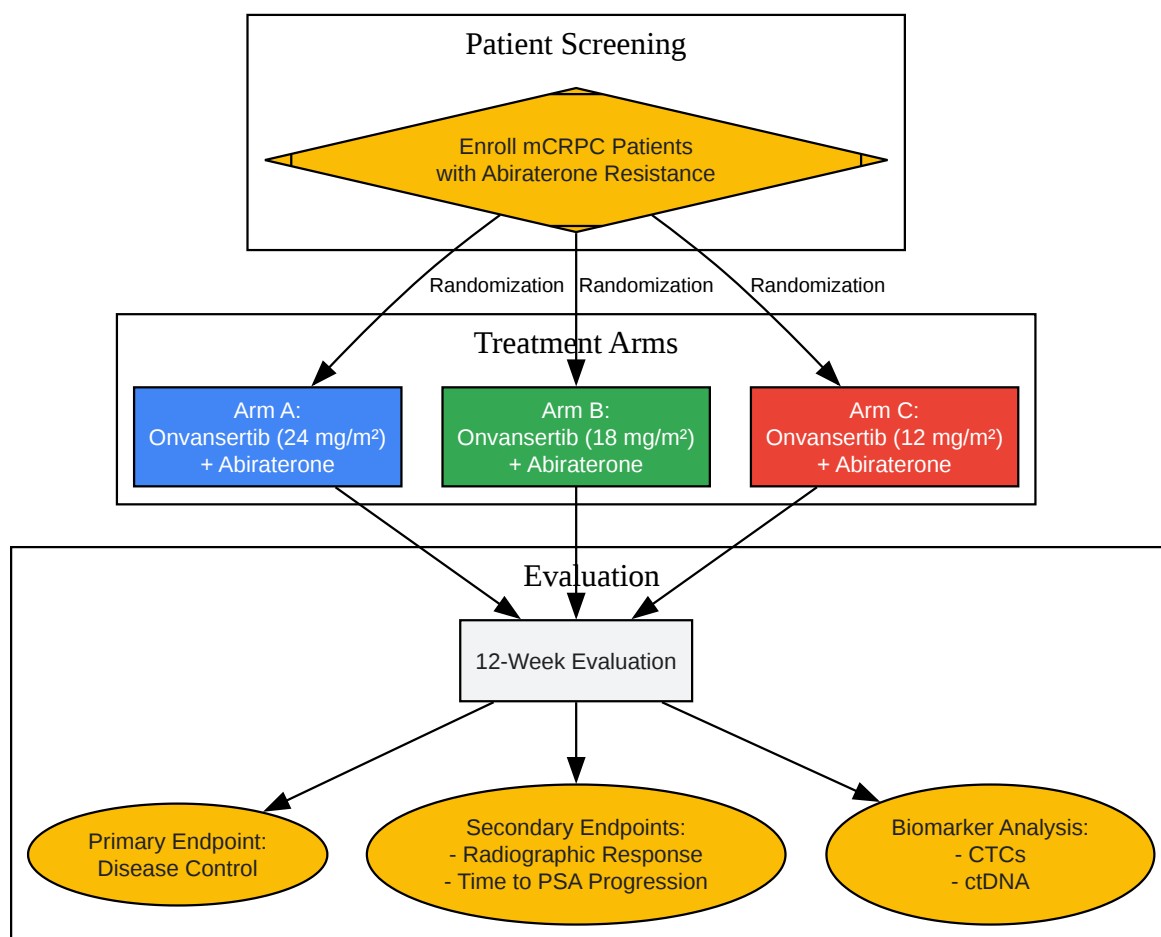 Patient Screening
Enroll mCRPC Patients
with Abiraterone Resistance
Randomization
Randomization
Randomization
Treatment Arms
Arm A:
Onvansertib (24 mg/m²)
+ Abiraterone
Arm B:
Onvansertib (18 mg/m²)
+ Abiraterone
Arm C:
Onvansertib (12 mg/m²)
+ Abiraterone
Evaluation
12-Week Evaluation
Primary Endpoint:
Disease Control
Secondary Endpoints:
- Radiographic Response
- Time to PSA Progression
Biomarker Analysis:
- CTCs
- ctDNA